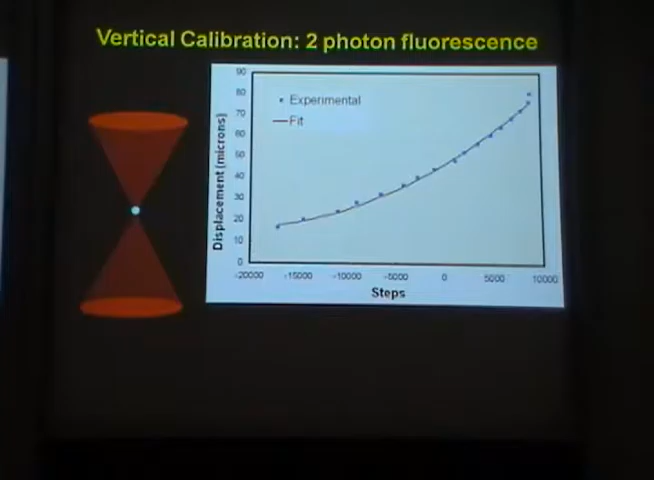 Vertical Calibration: 2 photon fluorescence
90
80
70
60
50
40
30
20
10
0
Displacement (microns)
Experimental
Fit
-20000 -15000 -10000 -5000 0 5000 10000
Steps